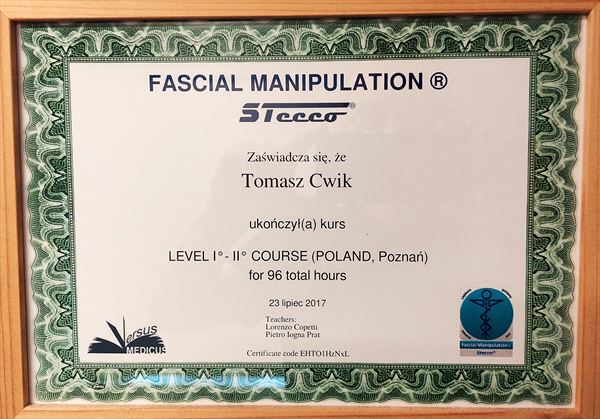 FASCIAL MANIPULATION ®
STecco®
Zaświadcza się, że
Tomasz Cwik
ukończył(a) kurs
LEVEL I°- II° COURSE (POLAND, Poznań)
for 96 total hours
23 lipiec 2017
Teachers:
Lorenzo Copetti
Pietro Iogna Prat
Certificate code EHTO1HzNxL
Versus
MEDICUS
Fascial Manipulation®
Stecco®